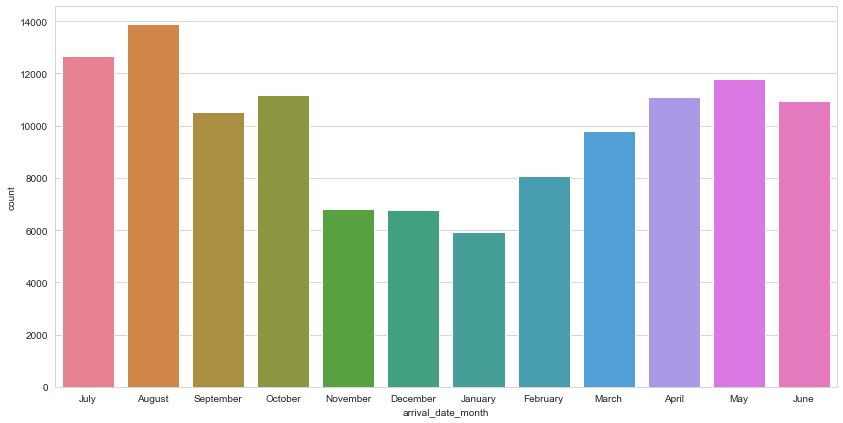 14000
12000
10000
8000
6000
4000
2000
0
count
July August September October November December January February March April May June
arrival_date_month